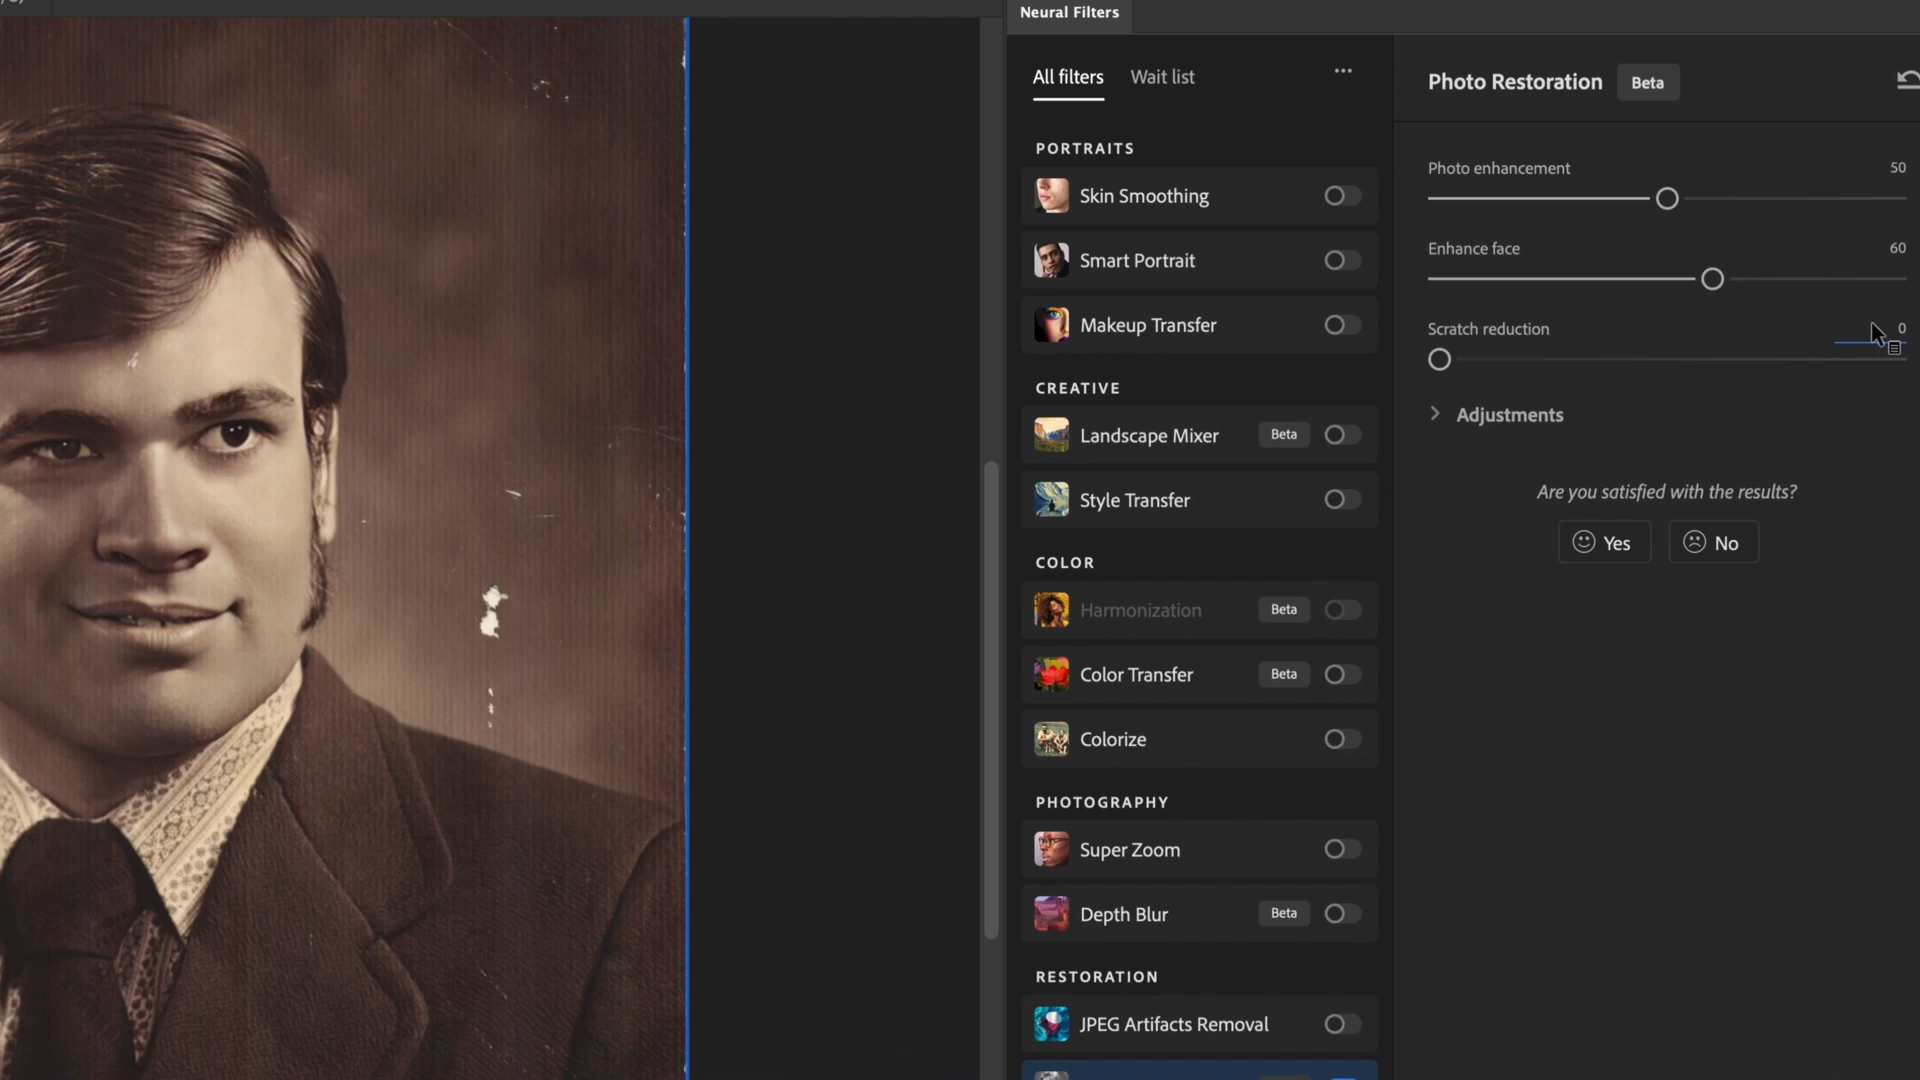 Neural Filters
All filters
Wait list
PORTRAITS
Skin Smoothing
Smart Portrait
Makeup Transfer
CREATIVE
Landscape Mixer Beta
Style Transfer
COLOR
Harmonization Beta
Color Transfer Beta
Colorize
PHOTOGRAPHY
Super Zoom
Depth Blur Beta
RESTORATION
JPEG Artifacts Removal
Photo Restoration Beta
Photo enhancement 50
Enhance face 60
Scratch reduction 0
Adjustments
Are you satisfied with the results?
Yes No